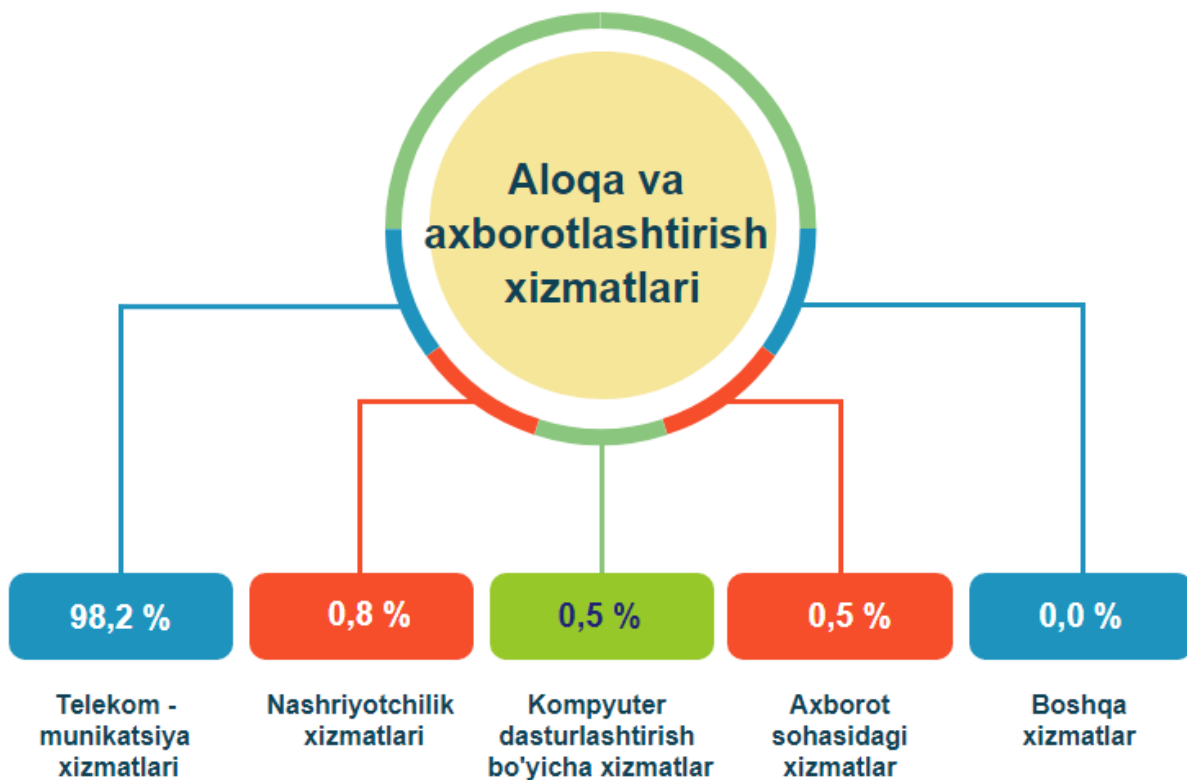 Aloqa va
axborotlashtirish
xizmatlari
98,2 %
0,8 %
0,5 %
0,5 %
0,0 %
Telekom -
munikatsiya
xizmatlari
Nashriyotchilik
xizmatlari
Kompyuter
dasturlashtirish
bo'yicha xizmatlar
Axborot
sohasidagi
xizmatlar
Boshqa
xizmatlar